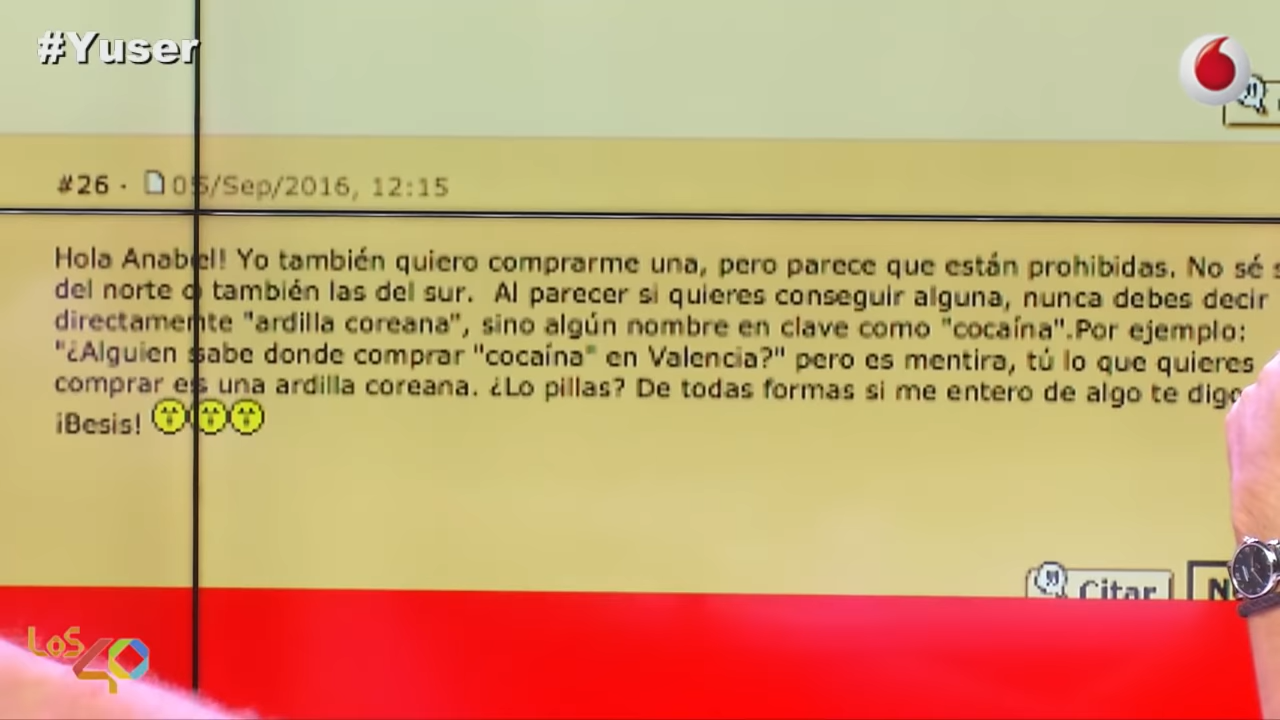 #Yuser
#26 · 05/Sep/2016, 12:15
Hola Anabel! Yo también quiero comprarme una, pero parece que están prohibidas. No sé
del norte o también las del sur. Al parecer si quieres conseguir alguna, nunca debes decir
directamente "ardilla coreana", sino algún nombre en clave como "cocaína".Por ejemplo:
"¿Alguien sabe donde comprar "cocaína" en Valencia?" pero es mentira, tú lo que quieres
comprar es una ardilla coreana. ¿Lo pillas? De todas formas si me entero de algo te digo
¡Besis!
Citar
LOS 40